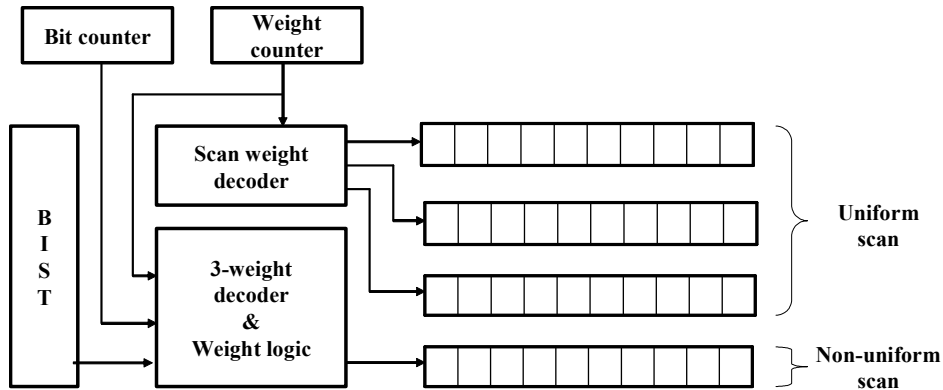 Bit counter
Weight
counter
Scan weight
decoder
B
I
S
T
3-weight
decoder
&
Weight logic
Uniform
scan
Non-uniform
scan